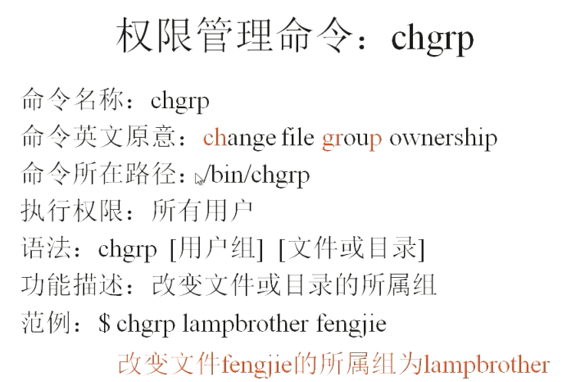 权限管理命令：chgrp
命令名称：chgrp
命令英文原意：change file group ownership
命令所在路径：/bin/chgrp
执行权限：所有用户
语法：chgrp [用户组] [文件或目录]
功能描述：改变文件或目录的所属组
范例：$ chgrp lampbrother fengjie
改变文件fengjie的所属组为lampbrother